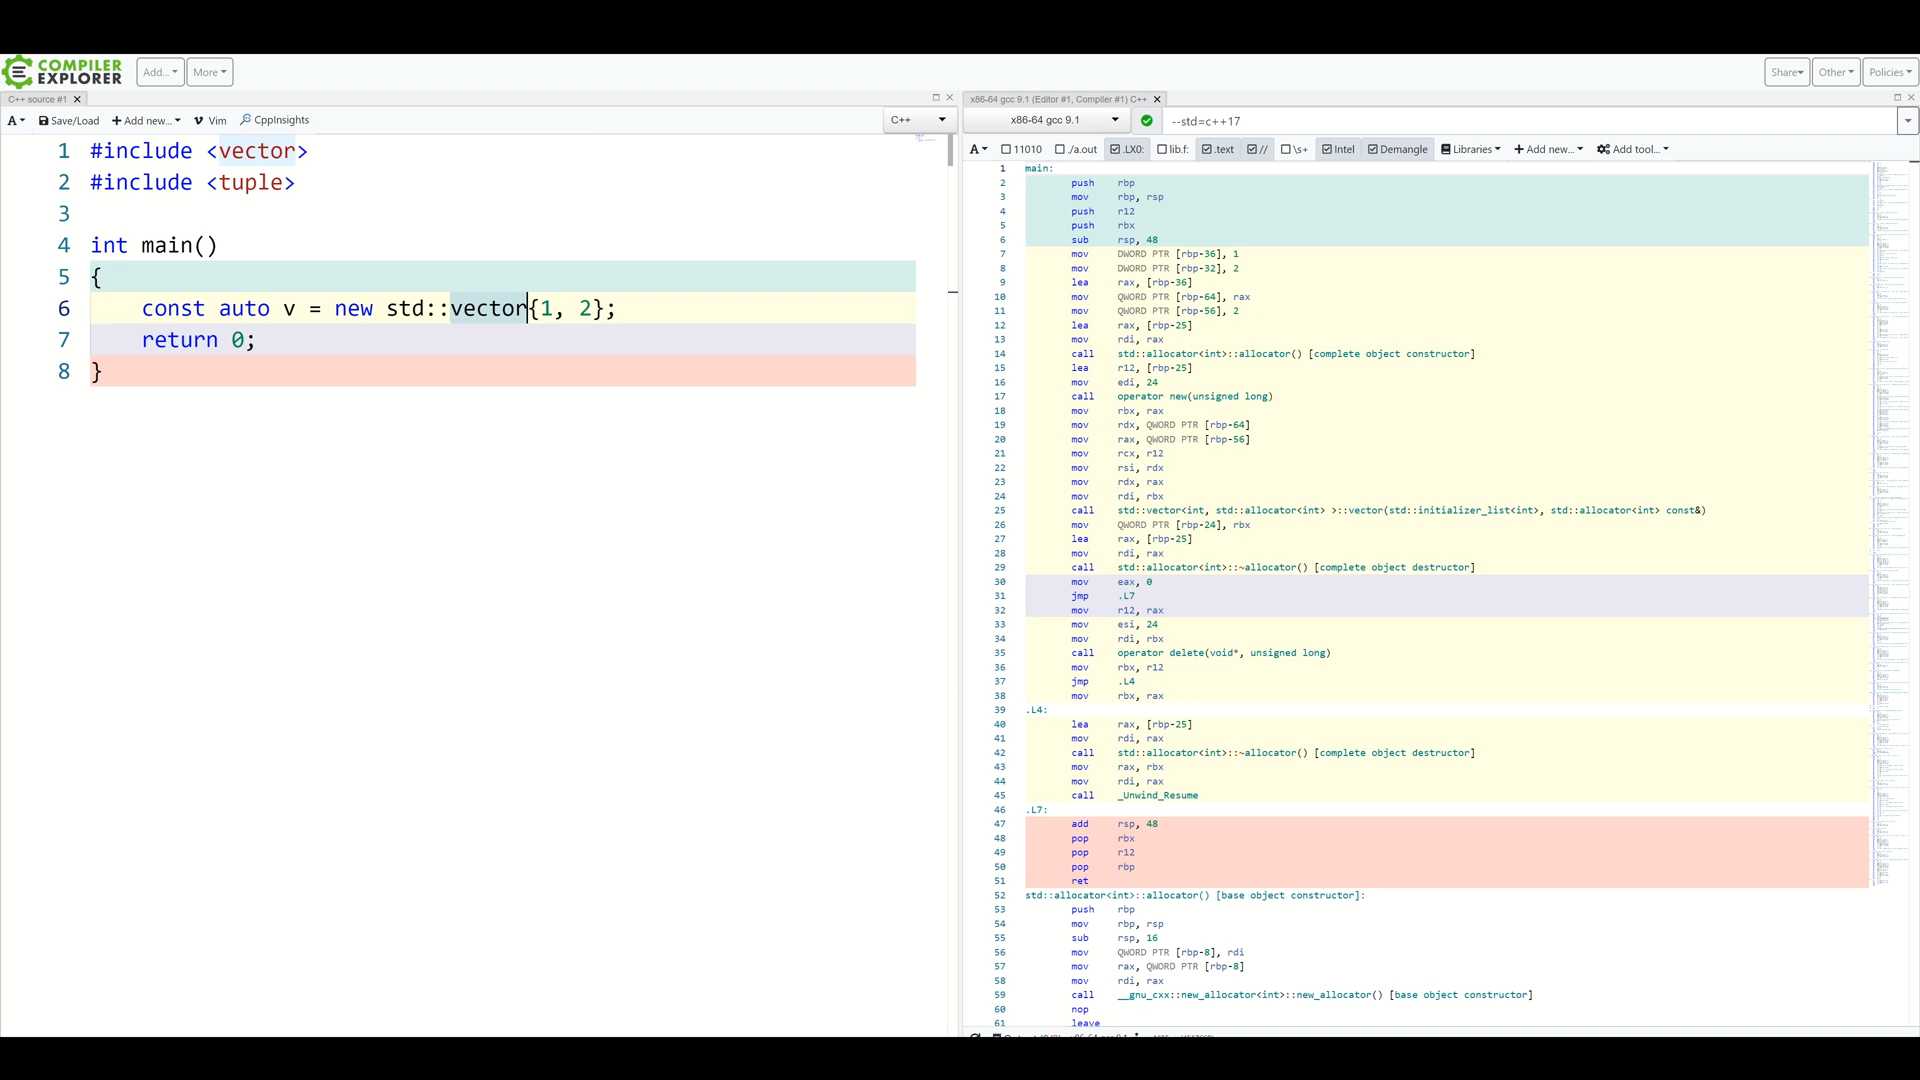 COMPILER
EXPLORER
Add...
More
Share
Other
Policies
C++ source #1
x86-64 gcc 9.1 (Editor #1, Compiler #1) C++
A
Save/Load
Add new...
Vim
CppInsights
C++
x86-64 gcc 9.1
--std=c++17
A
11010
./a.out
.LX0:
lib.f:
.text
//
\s+
Intel
Demangle
Libraries
Add new...
Add tool...
1 #include <vector>
2 #include <tuple>
3
4 int main()
5 {
6 const auto v = new std::vector{1, 2};
7 return 0;
8 }
1 main:
2 push rbp
3 mov rbp, rsp
4 push r12
5 push rbx
6 sub rsp, 48
7 mov DWORD PTR [rbp-36], 1
8 mov DWORD PTR [rbp-32], 2
9 lea rax, [rbp-36]
10 mov QWORD PTR [rbp-64], rax
11 mov QWORD PTR [rbp-56], 2
12 lea rax, [rbp-25]
13 mov rdi, rax
14 call std::allocator<int>::allocator() [complete object constructor]
15 lea r12, [rbp-25]
16 mov edi, 24
17 call operator new(unsigned long)
18 mov rbx, rax
19 mov rdx, QWORD PTR [rbp-64]
20 mov rax, QWORD PTR [rbp-56]
21 mov rcx, r12
22 mov rsi, rdx
23 mov rdx, rax
24 mov rdi, rbx
25 call std::vector<int, std::allocator<int> >::vector(std::initializer_list<int>, std::allocator<int> const&)
26 mov QWORD PTR [rbp-24], rbx
27 lea rax, [rbp-25]
28 mov rdi, rax
29 call std::allocator<int>::~allocator() [complete object destructor]
30 mov eax, 0
31 jmp .L7
32 mov r12, rax
33 mov esi, 24
34 mov rdi, rbx
35 call operator delete(void*, unsigned long)
36 mov rbx, r12
37 jmp .L4
38 mov rbx, rax
39 .L4:
40 lea rax, [rbp-25]
41 mov rdi, rax
42 call std::allocator<int>::~allocator() [complete object destructor]
43 mov rax, rbx
44 mov rdi, rax
45 call _Unwind_Resume
46 .L7:
47 add rsp, 48
48 pop rbx
49 pop r12
50 pop rbp
51 ret
52 std::allocator<int>::allocator() [base object constructor]:
53 push rbp
54 mov rbp, rsp
55 sub rsp, 16
56 mov QWORD PTR [rbp-8], rdi
57 mov rax, QWORD PTR [rbp-8]
58 mov rdi, rax
59 call __gnu_cxx::new_allocator<int>::new_allocator() [base object constructor]
60 nop
61 leave